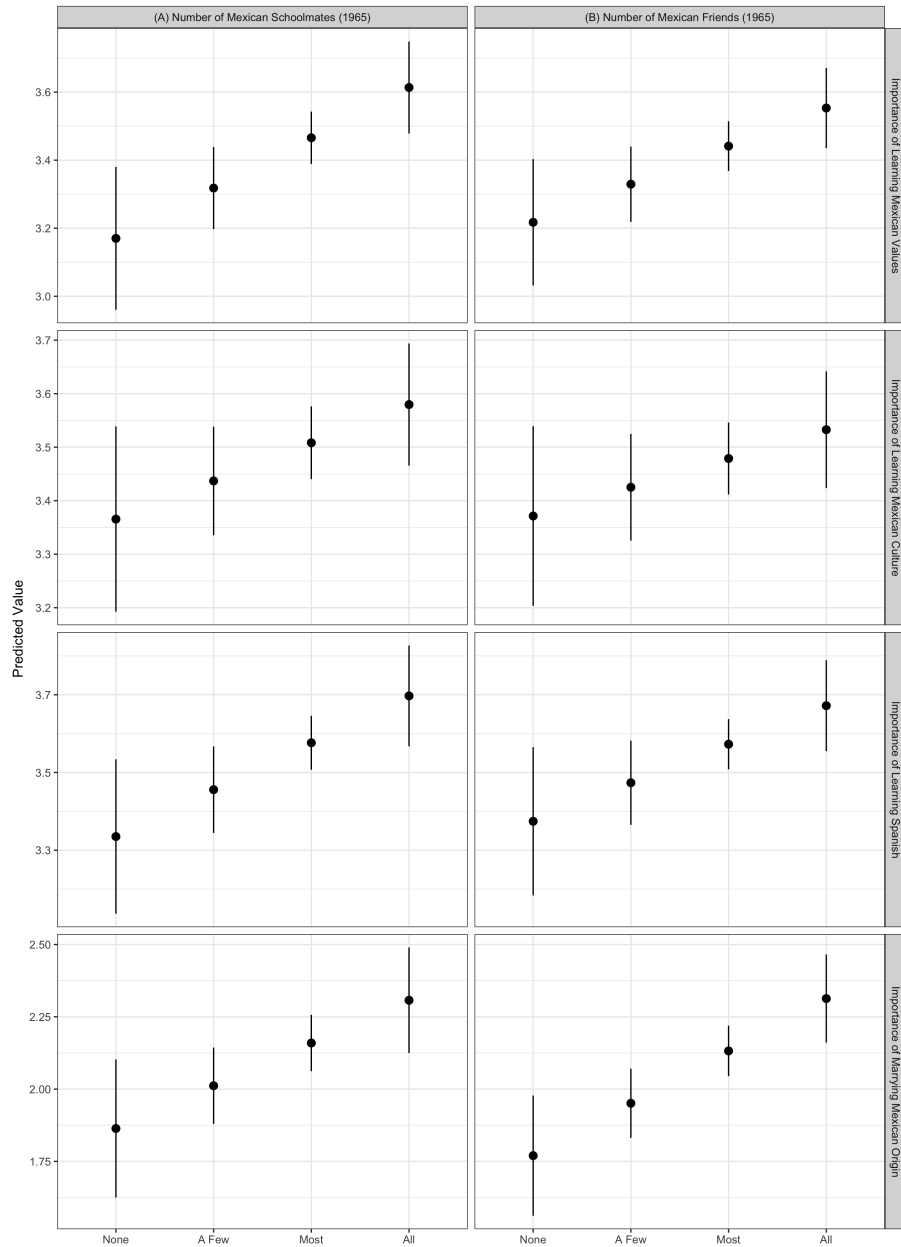 (A) Number of Mexican Schoolmates (1965)
(B) Number of Mexican Friends (1965)
Predicted Value
3.6
3.4
3.2
3.0
Importance of Learning Mexican Values
3.7
3.6
3.5
3.4
3.3
3.2
Importance of Learning Mexican Culture
3.7
3.5
3.3
Importance of Learning Spanish
2.50
2.25
2.00
1.75
Importance of Marrying Mexican Origin
None A Few Most All
None A Few Most All